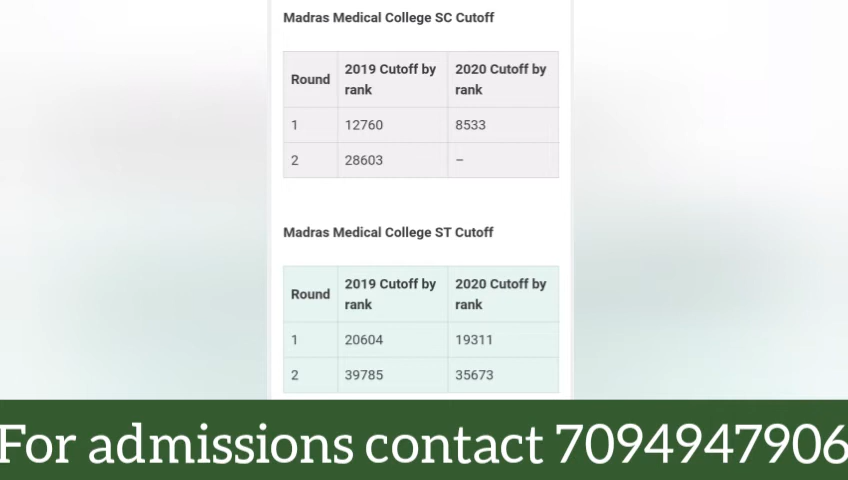 Madras Medical College SC Cutoff
Round 2019 Cutoff by rank 2020 Cutoff by rank
1 12760 8533
2 28603 –
Madras Medical College ST Cutoff
Round 2019 Cutoff by rank 2020 Cutoff by rank
1 20604 19311
2 39785 35673
For admissions contact 7094947906